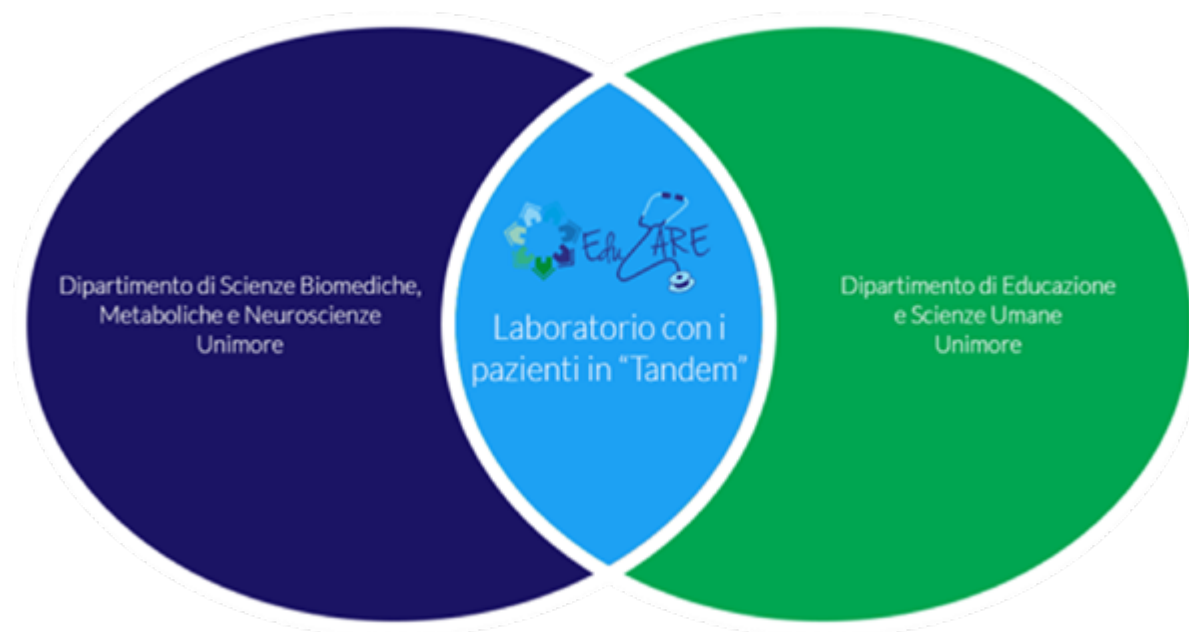 Dipartimento di Scienze Biomediche,
Metaboliche e Neuroscienze
Unimore
EduCARE
Laboratorio con i
pazienti in “Tandem”
Dipartimento di Educazione
e Scienze Umane
Unimore